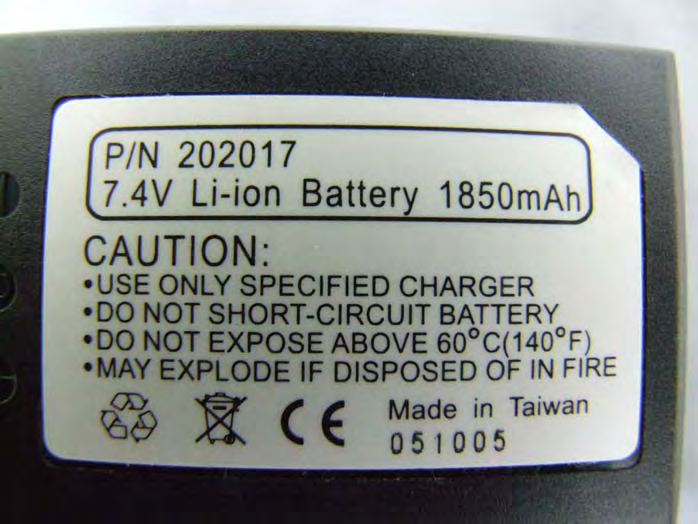 P/N 202017
7.4V Li-ion Battery 1850mAh
CAUTION:
•USE ONLY SPECIFIED CHARGER
•DO NOT SHORT-CIRCUIT BATTERY
•DO NOT EXPOSE ABOVE 60°C(140°F)
•MAY EXPLODE IF DISPOSED OF IN FIRE
CE Made in Taiwan
051005